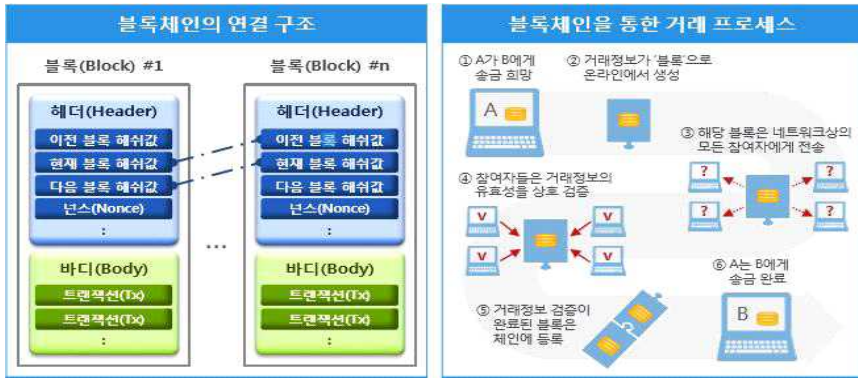 블록체인의 연결 구조
블록(Block) #1
헤더(Header)
이전 블록 해쉬값
현재 블록 해쉬값
다음 블록 해쉬값
넌스(Nonce)
:
바디(Body)
트랜잭션(Tx)
트랜잭션(Tx)
:
...
블록(Block) #n
헤더(Header)
이전 블록 해쉬값
현재 블록 해쉬값
다음 블록 해쉬값
넌스(Nonce)
:
바디(Body)
트랜잭션(Tx)
트랜잭션(Tx)
:
블록체인을 통한 거래 프로세스
① A가 B에게
송금 희망
A
② 거래정보가 '블록'으로
온라인에서 생성
③ 해당 블록은 네트워크상의
모든 참여자에게 전송
?
?
?
?
④ 참여자들은 거래정보의
유효성을 상호 검증
V
V
V
V
⑤ 거래정보 검증이
완료된 블록은
체인에 등록
⑥ A는 B에게
송금 완료
B